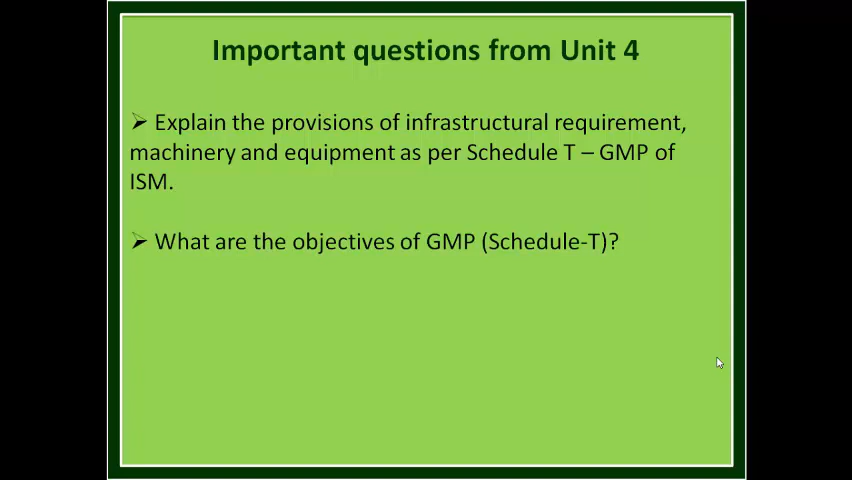 Important questions from Unit 4
➢ Explain the provisions of infrastructural requirement,
machinery and equipment as per Schedule T – GMP of
ISM.
➢ What are the objectives of GMP (Schedule-T)?